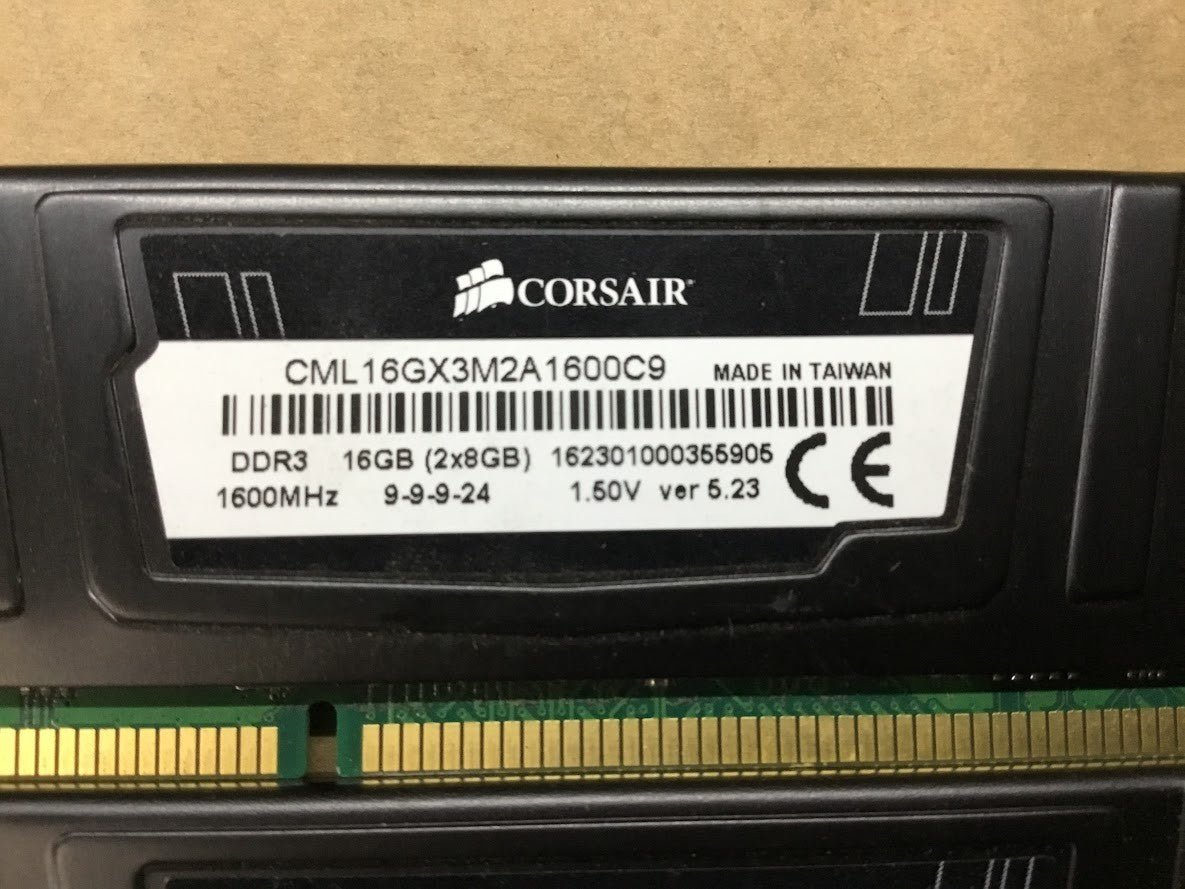 CORSAIR
CML16GX3M2A1600C9 MADE IN TAIWAN
DDR3 16GB (2x8GB) 162301000355905 CE
1600MHz 9-9-9-24 1.50V ver 5.23